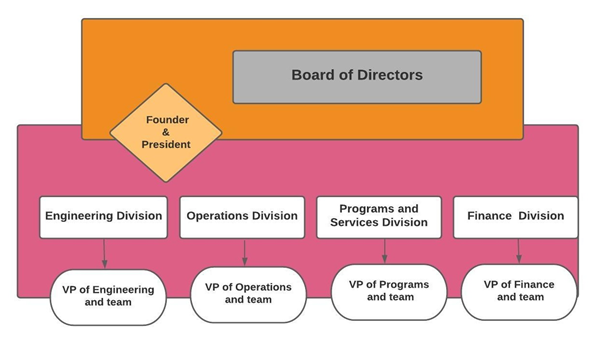 Board of Directors
Founder
&
President
Engineering Division
Operations Division
Programs and
Services Division
Finance  Division
VP of Engineering
and team
VP of Operations
and team
VP of Programs
and team
VP of Finance
and team